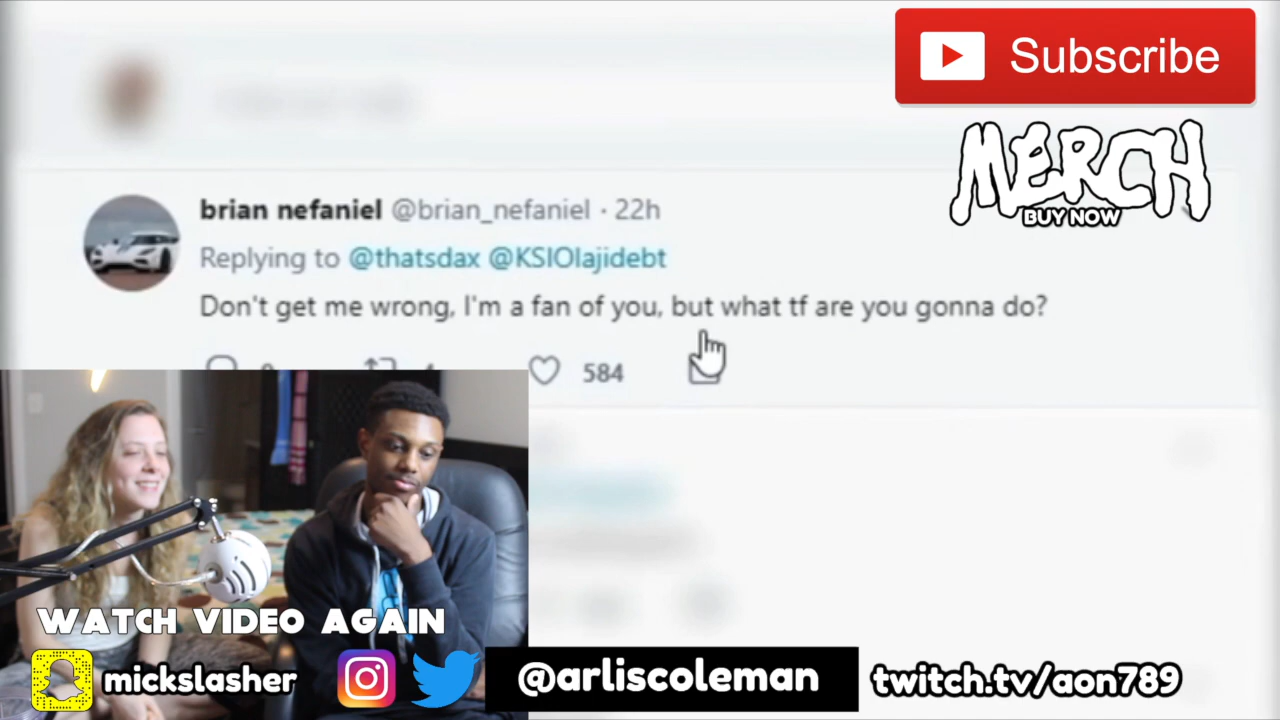 Subscribe
MERCH
BUY NOW
brian nefaniel @brian_nefaniel · 22h
Replying to @thatsdax @KSIOlajidebt
Don't get me wrong, I'm a fan of you, but what tf are you gonna do?
584
WATCH VIDEO AGAIN
mickslasher
@arliscoleman
twitch.tv/aon789